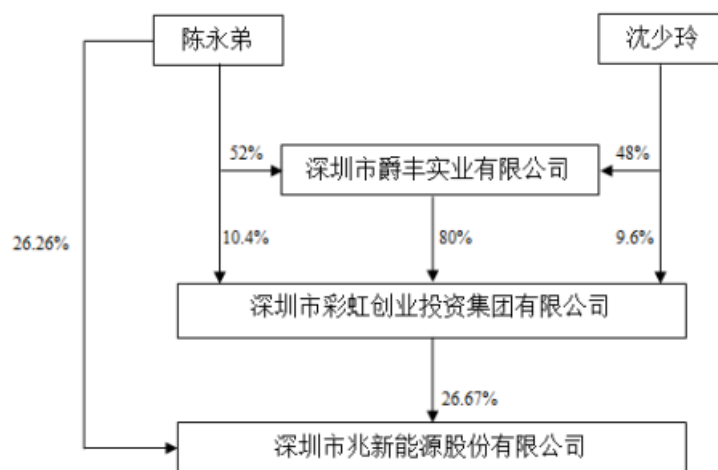 陈永弟
沈少玲
52%
48%
深圳市爵丰实业有限公司
26.26%
10.4%
80%
9.6%
深圳市彩虹创业投资集团有限公司
26.67%
深圳市兆新能源股份有限公司